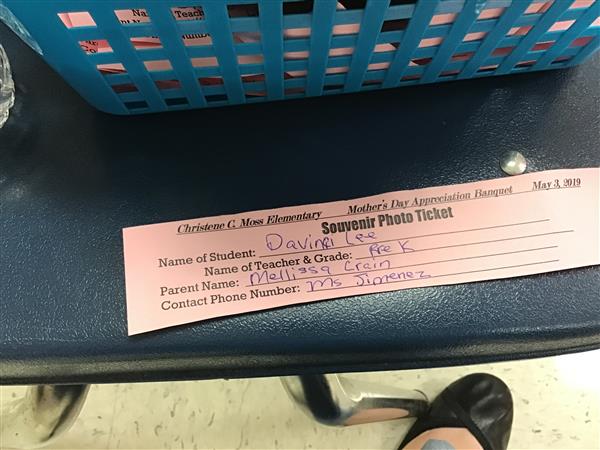 Teac
Christene C. Moss Elementary Mother's Day Appreciation Banquet May 3, 2019
Souvenir Photo Ticket
Name of Student: Davinci Lee
Name of Teacher & Grade: Pre K
Parent Name: Mellissa Crain
Contact Phone Number: Ms Jimenez